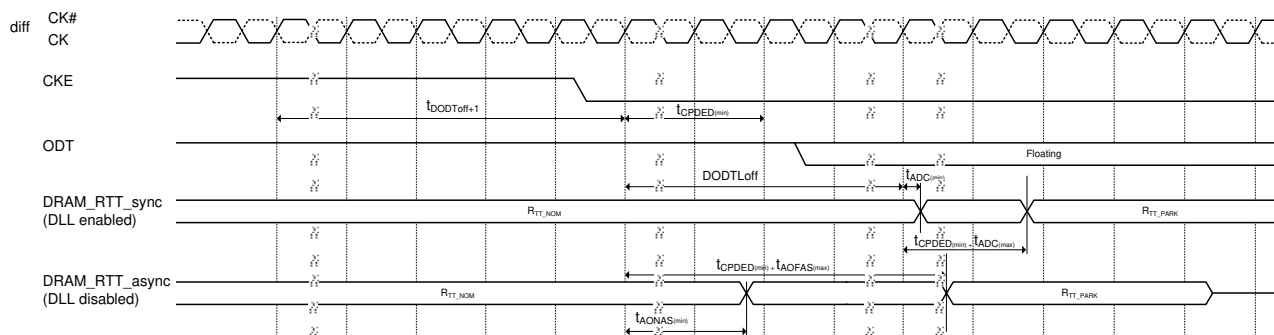 diff
CK#
CK
CKE
tDODToff+1
tCPDED(min)
ODT
Floating
DODTLoff
tADC(min)
DRAM_RTT_sync
(DLL enabled)
RTT_NOM
RTT_PARK
tCPDED(min) + tADC(max)
tCPDED(min) + tAOFAS(max)
DRAM_RTT_async
(DLL disabled)
RTT_NOM
RTT_PARK
tAONAS(min)